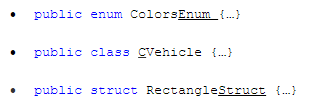 • public enum ColorsEnum {…}
• public class CVehicle {…}
• public struct RectangleStruct {…}